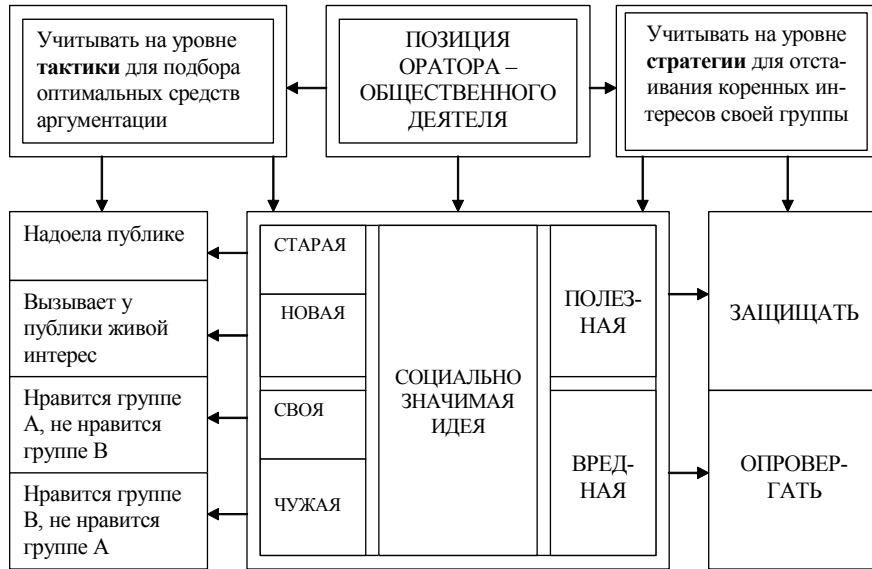 Учитывать на уровне
тактики для подбора
оптимальных средств
аргументации
ПОЗИЦИЯ
ОРАТОРА –
ОБЩЕСТВЕННОГО
ДЕЯТЕЛЯ
Учитывать на уровне
стратегии для отста-
ивания коренных ин-
тересов своей группы
Надоела публике
Вызывает у
публики живой
интерес
Нравится группе
А, не нравится
группе В
Нравится группе
В, не нравится
группе А
СТАРАЯ
НОВАЯ
СВОЯ
ЧУЖАЯ
СОЦИАЛЬНО
ЗНАЧИМАЯ
ИДЕЯ
ПОЛЕЗ-
НАЯ
ВРЕД-
НАЯ
ЗАЩИЩАТЬ
ОПРОВЕР-
ГАТЬ